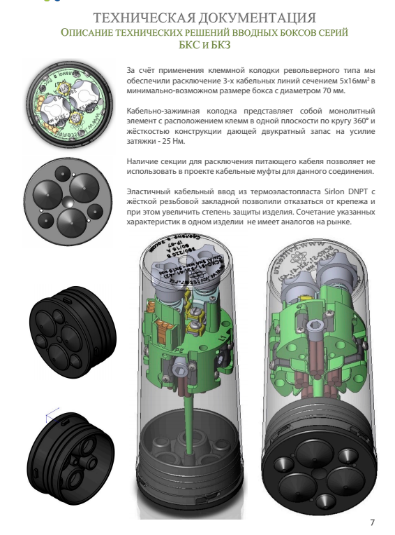 ТЕХНИЧЕСКАЯ ДОКУМЕНТАЦИЯ
ОПИСАНИЕ ТЕХНИЧЕСКИХ РЕШЕНИЙ ВВОДНЫХ БОКСОВ СЕРИЙ
БКС И БКЗ
За счёт применения клеммной колодки револьверного типа мы
обеспечили расключение 3-х кабельных линий сечением 5x16мм² в
минимально-возможном размере бокса с диаметром 70 мм.
Кабельно-зажимная колодка представляет собой монолитный
элемент с расположением клемм в одной плоскости по кругу 360° и
жёсткостью конструкции дающей двукратный запас на усилие
затяжки - 25 Нм.
Наличие секции для расключения питающего кабеля позволяет не
использовать в проекте кабельные муфты для данного соединения.
Эластичный кабельный ввод из термоэластопласта Sirlon DNPT с
жёсткой резьбовой закладной позволили отказаться от крепежа и
при этом увеличить степень защиты изделия. Сочетание указанных
характеристик в одном изделии не имеет аналогов на рынке.
7